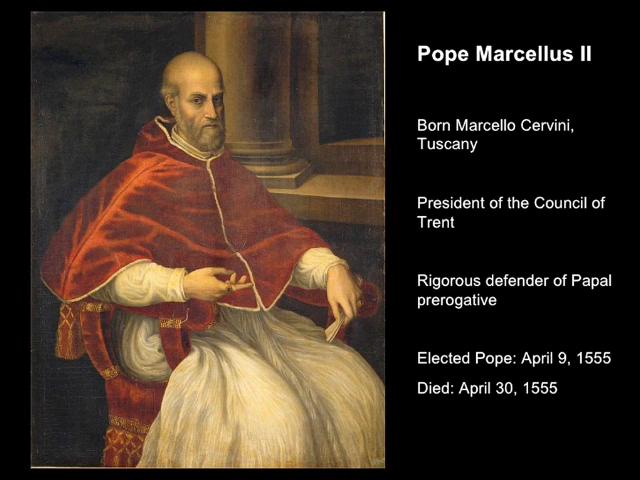 Pope Marcellus II
Born Marcello Cervini,
Tuscany
President of the Council of
Trent
Rigorous defender of Papal
prerogative
Elected Pope: April 9, 1555
Died: April 30, 1555